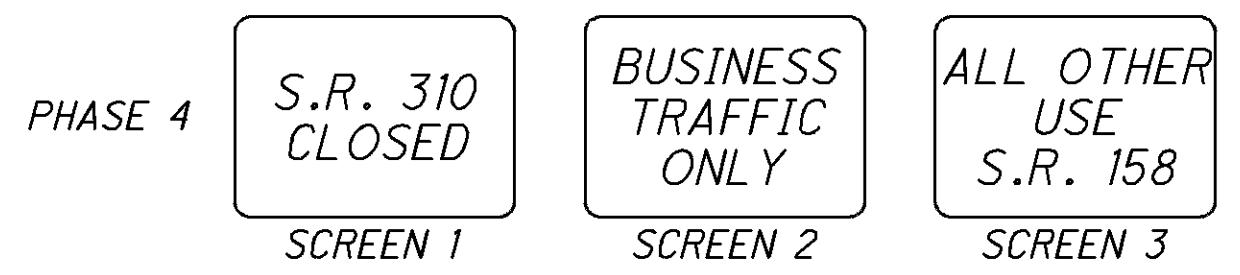 PHASE 4
S.R. 310
CLOSED
SCREEN 1
BUSINESS
TRAFFIC
ONLY
SCREEN 2
ALL OTHER
USE
S.R. 158
SCREEN 3